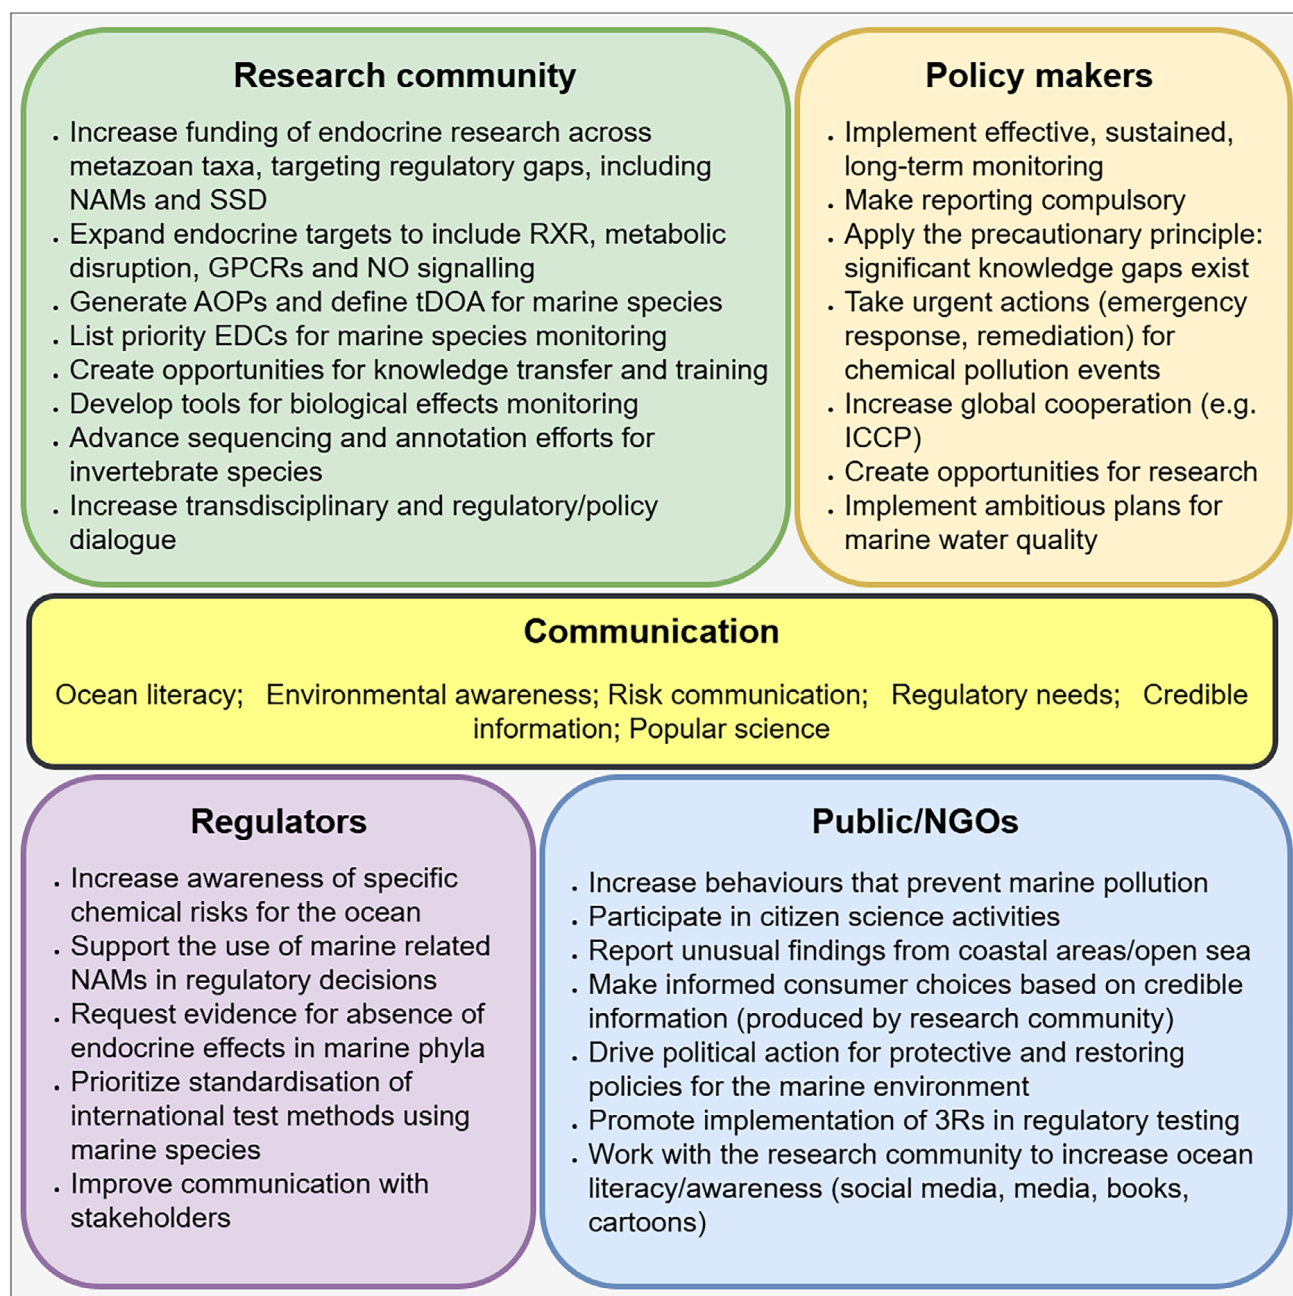 Research community
• Increase funding of endocrine research across
metazoan taxa, targeting regulatory gaps, including
NAMs and SSD
• Expand endocrine targets to include RXR, metabolic
disruption, GPCRs and NO signalling
• Generate AOPs and define tDOA for marine species
• List priority EDCs for marine species monitoring
• Create opportunities for knowledge transfer and training
• Develop tools for biological effects monitoring
• Advance sequencing and annotation efforts for
invertebrate species
• Increase transdisciplinary and regulatory/policy
dialogue
Policy makers
• Implement effective, sustained,
long-term monitoring
• Make reporting compulsory
• Apply the precautionary principle:
significant knowledge gaps exist
• Take urgent actions (emergency
response, remediation) for
chemical pollution events
• Increase global cooperation (e.g.
ICCP)
• Create opportunities for research
• Implement ambitious plans for
marine water quality
Communication
Ocean literacy; Environmental awareness; Risk communication; Regulatory needs; Credible
information; Popular science
Regulators
• Increase awareness of specific
chemical risks for the ocean
• Support the use of marine related
NAMs in regulatory decisions
• Request evidence for absence of
endocrine effects in marine phyla
• Prioritize standardisation of
international test methods using
marine species
• Improve communication with
stakeholders
Public/NGOs
• Increase behaviours that prevent marine pollution
• Participate in citizen science activities
• Report unusual findings from coastal areas/open sea
• Make informed consumer choices based on credible
information (produced by research community)
• Drive political action for protective and restoring
policies for the marine environment
• Promote implementation of 3Rs in regulatory testing
• Work with the research community to increase ocean
literacy/awareness (social media, media, books,
cartoons)